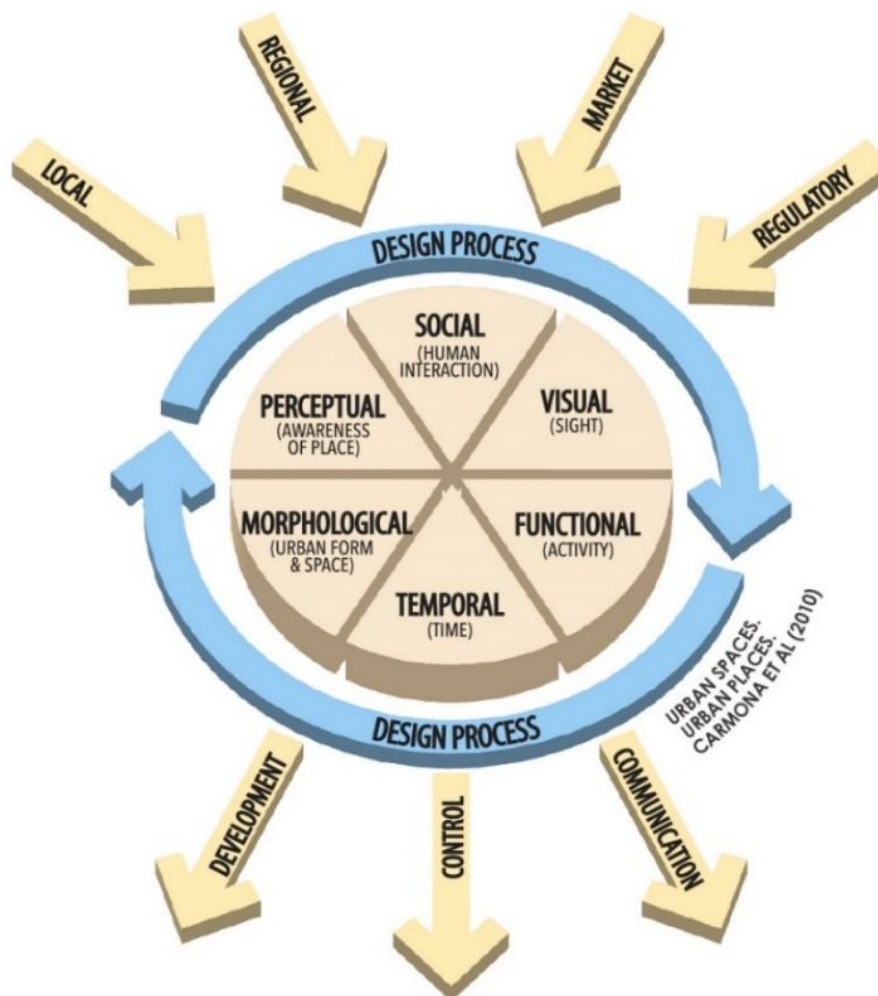 REGIONAL
MARKET
LOCAL
REGULATORY
DESIGN PROCESS
SOCIAL
(HUMAN
INTERACTION)
PERCEPTUAL
(AWARENESS
OF PLACE)
VISUAL
(SIGHT)
MORPHOLOGICAL
(URBAN FORM
& SPACE)
FUNCTIONAL
(ACTIVITY)
TEMPORAL
(TIME)
URBAN SPACES.
URBAN PLACES.
CARMONA ET AL (2010)
DESIGN PROCESS
DEVELOPMENT
CONTROL
COMMUNICATION